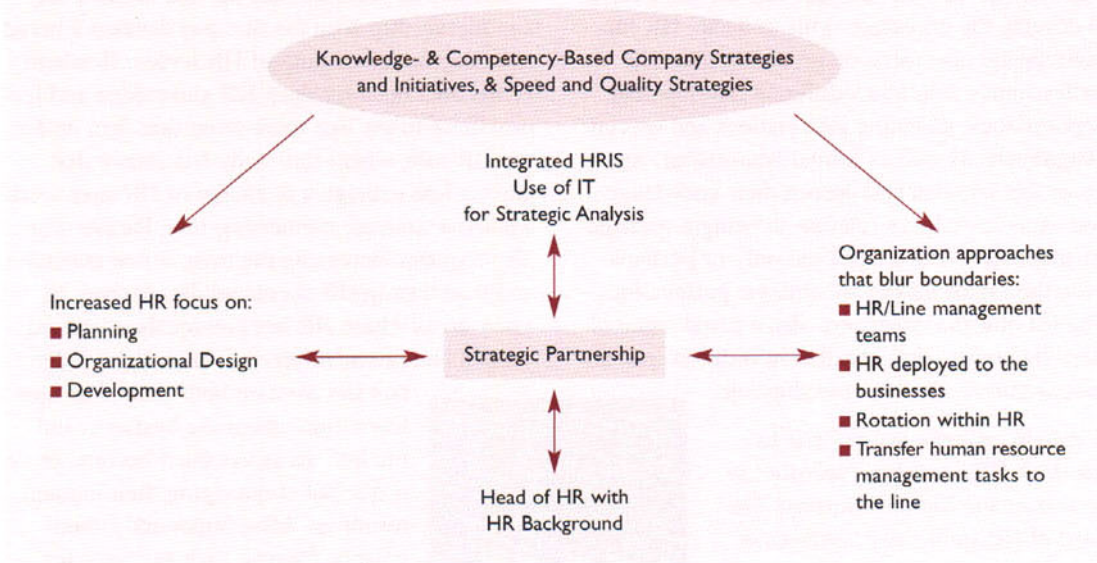 Knowledge- & Competency-Based Company Strategies
and Initiatives, & Speed and Quality Strategies
Integrated HRIS
Use of IT
for Strategic Analysis
Increased HR focus on:
■ Planning
■ Organizational Design
■ Development
Strategic Partnership
Organization approaches
that blur boundaries:
■ HR/Line management
teams
■ HR deployed to the
businesses
■ Rotation within HR
■ Transfer human resource
management tasks to
the line
Head of HR with
HR Background